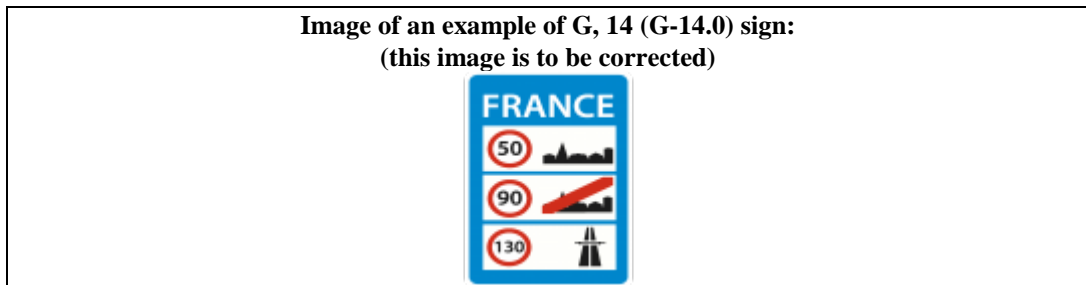 Image of an example of G, 14 (G-14.0) sign:
(this image is to be corrected)
FRANCE
50
90
130